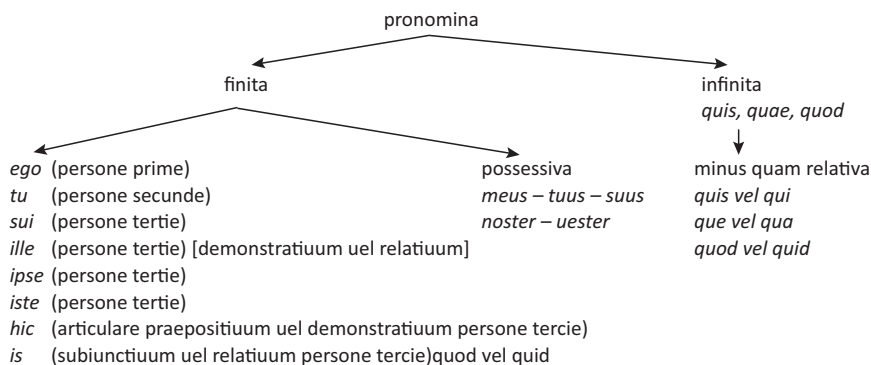 pronomina
finita infinita
quis, quae, quod
ego (persone prime) possessiva minus quam relativa
tu (persone secunde) meus – tuus – suus quis vel qui
sui (persone tertie) noster – uester que vel qua
ille (persone tertie) [demonstratiuum uel relatiuum] quod vel quid
ipse (persone tertie)
iste (persone tertie)
hic (articulare praepositiuum uel demonstratiuum persone tercie)
is (subiunctiuum uel relatiuum persone tercie)quod vel quid